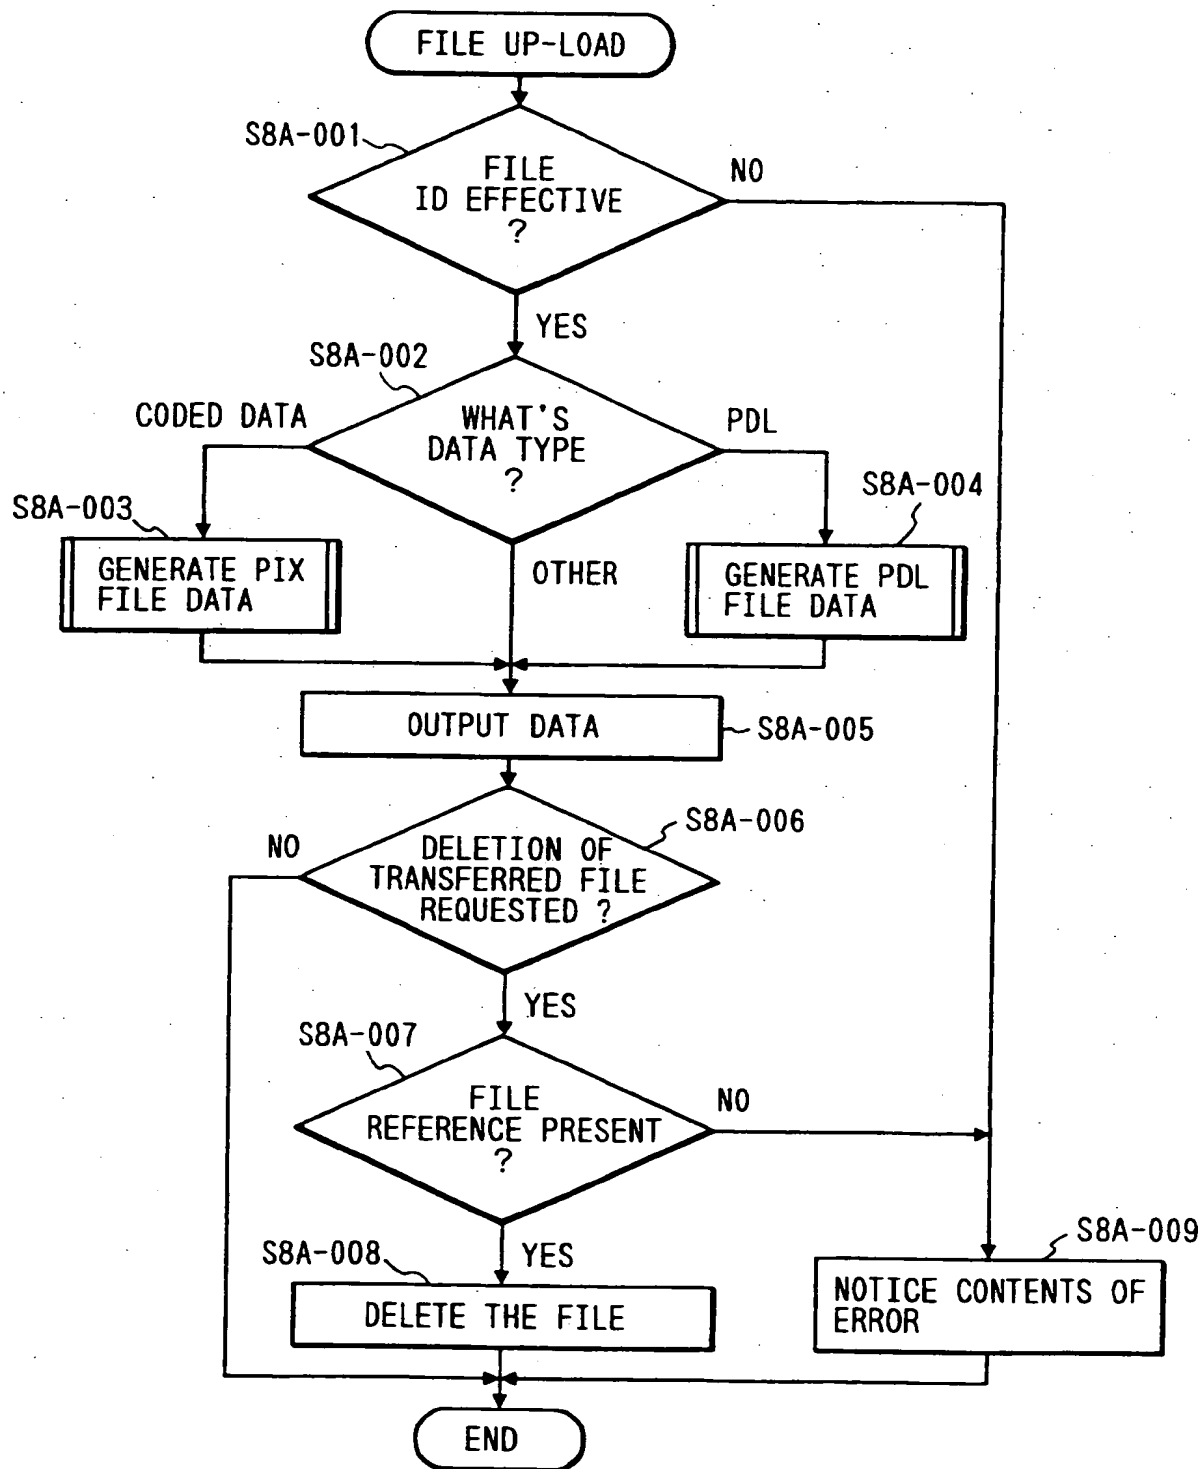 FILE UP-LOAD
S8A-001
FILE
ID EFFECTIVE
?
NO
YES
S8A-002
WHAT'S
DATA TYPE
?
CODED DATA
PDL
S8A-003
S8A-004
GENERATE PIX
FILE DATA
OTHER
GENERATE PDL
FILE DATA
OUTPUT DATA
S8A-005
S8A-006
NO
DELETION OF
TRANSFERRED FILE
REQUESTED ?
YES
S8A-007
FILE
REFERENCE PRESENT
?
NO
S8A-008
YES
S8A-009
DELETE THE FILE
NOTICE CONTENTS OF
ERROR
END